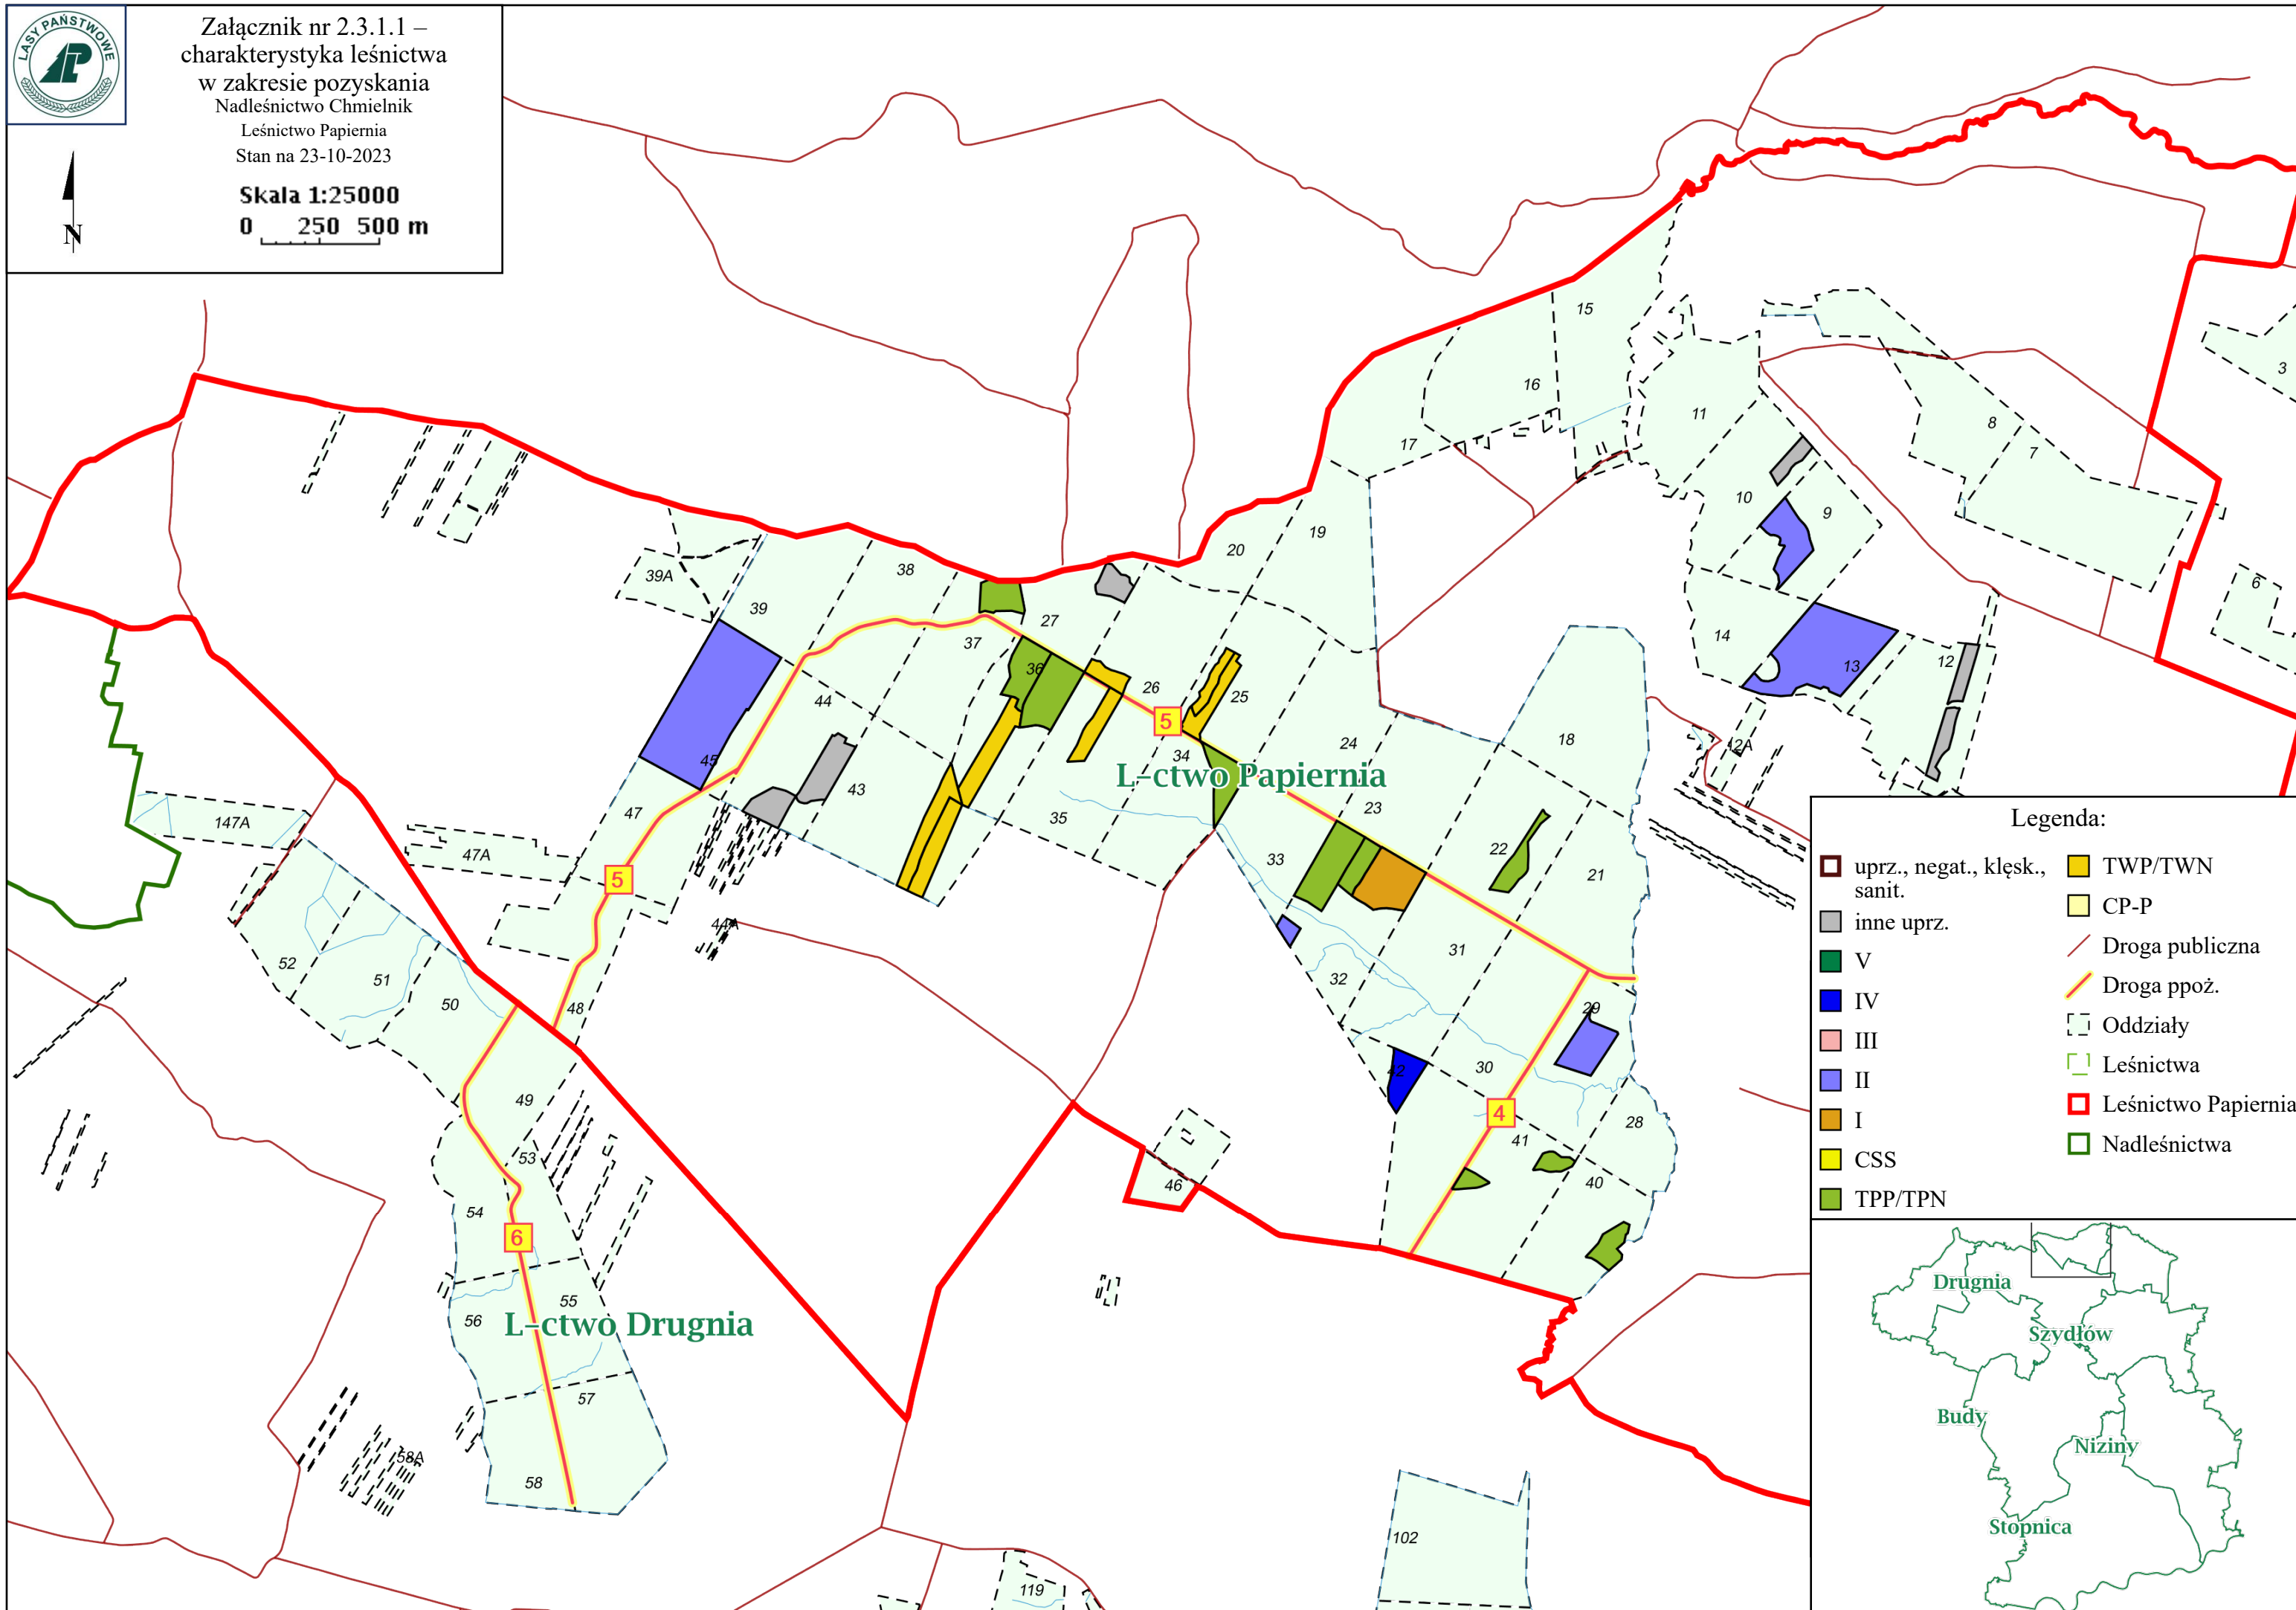 LASY PAŃSTWOWE
Załącznik nr 2.3.1.1 –
charakterystyka leśnictwa
w zakresie pozyskania
Nadleśnictwo Chmielnik
Leśnictwo Papiernia
Stan na 23-10-2023
Skala 1:25000
0 250 500 m
N
15
3
16
11
17
8
7
10
9
19
20
6
38
39A
39
27
14
37
36
12
13
26
25
44
5
18
24
12A
34
45
L-ctwo Papiernia
43
23
47
35
147A
22
47A
33
21
5
44A
31
52
51
32
50
48
29
30
42
49
4
28
41
53
40
46
54
6
55
56
L-ctwo Drugnia
57
58A
58
102
119
Legenda:
uprz., negat., klęsk.,
sanit.
inne uprz.
V
IV
III
II
I
CSS
TPP/TPN
TWP/TWN
CP-P
Droga publiczna
Droga ppoż.
Oddziały
Leśnictwa
Leśnictwo Papiernia
Nadleśnictwa
Drugnia
Szydłów
Budy
Niziny
Stopnica